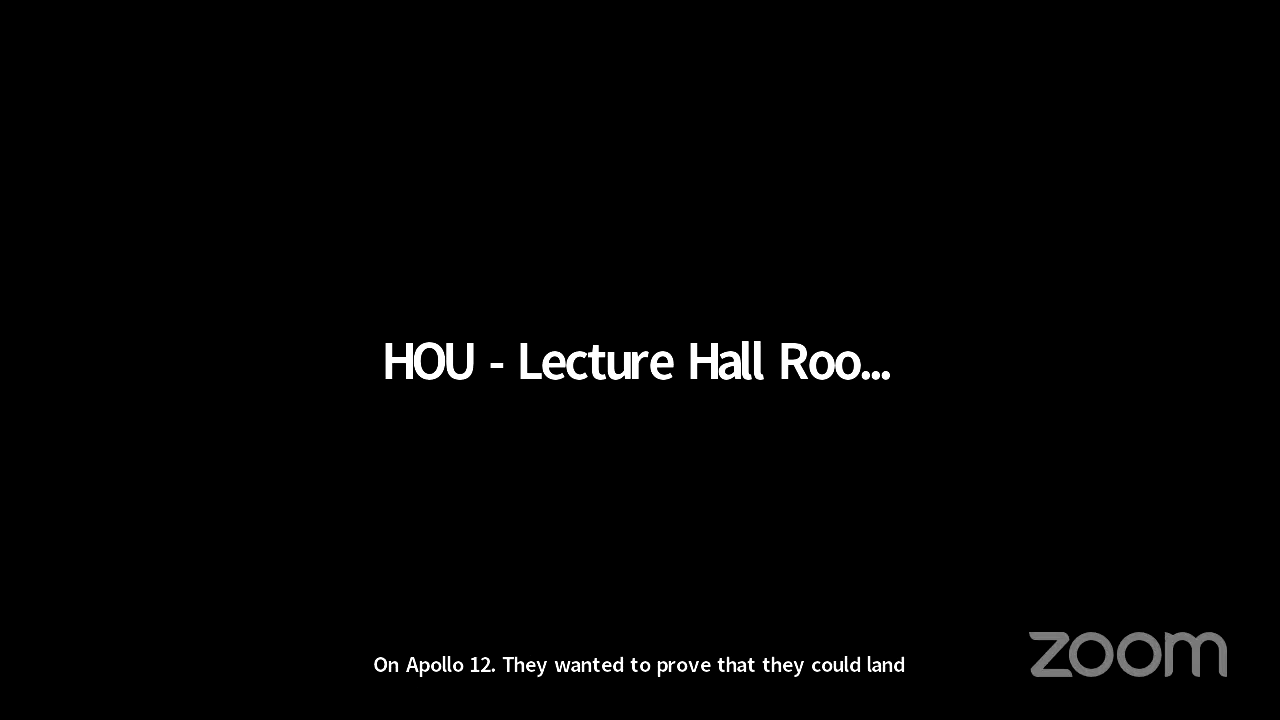 HOU - Lecture Hall Roo...
On Apollo 12. They wanted to prove that they could land
zoom